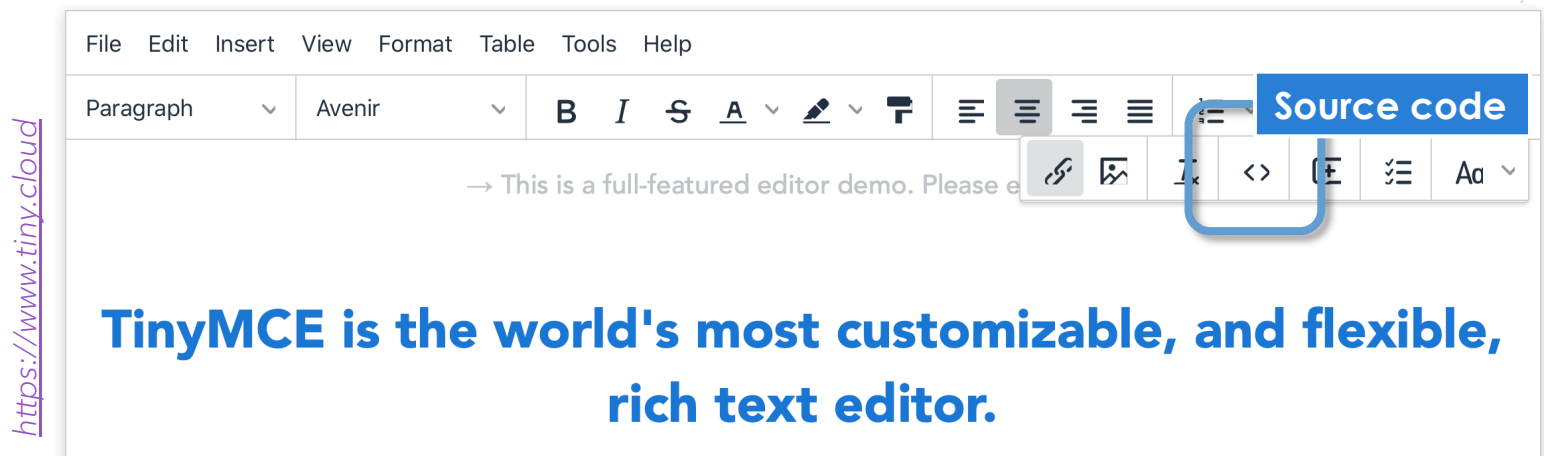 File Edit Insert View Format Table Tools Help
Paragraph Avenir B I S A Source code
Aa
→ This is a full-featured editor demo. Please
TinyMCE is the world's most customizable, and flexible,
rich text editor.
https://www.tiny.cloud